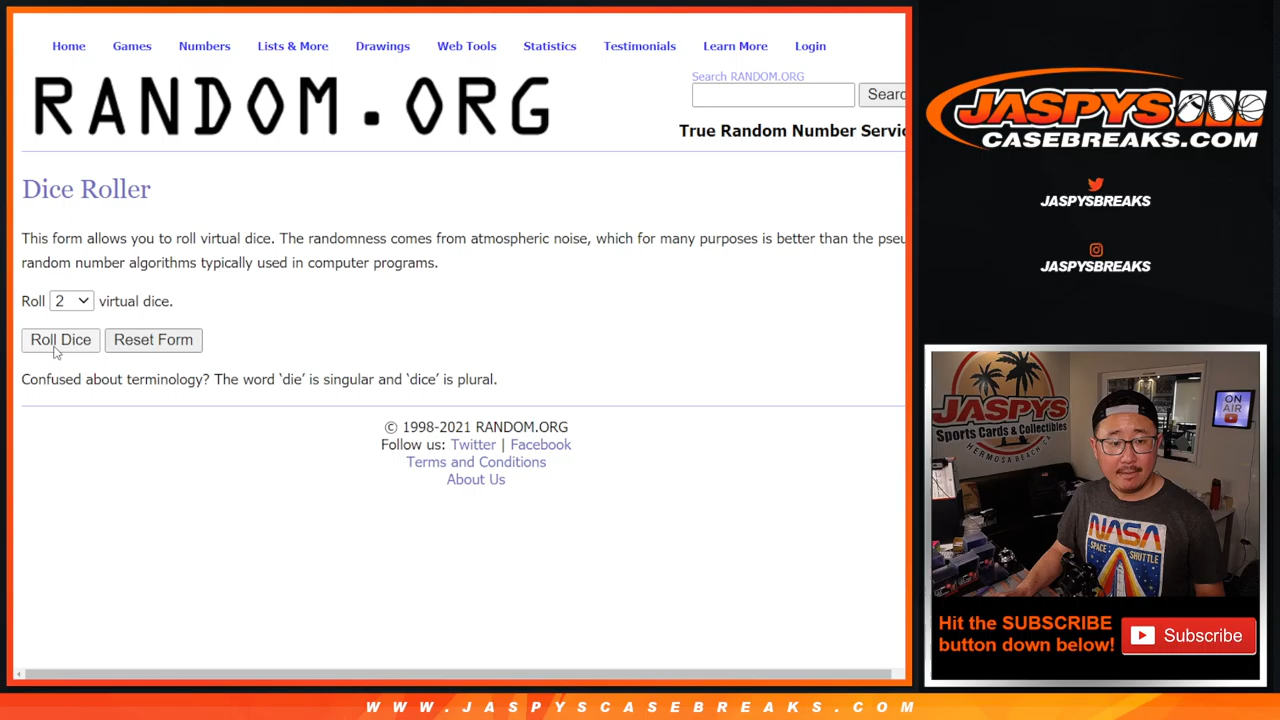 Home Games Numbers Lists & More Drawings Web Tools Statistics Testimonials Learn More Login
RANDOM.ORG
Search RANDOM.ORG
Searc
True Random Number Servic
Dice Roller
This form allows you to roll virtual dice. The randomness comes from atmospheric noise, which for many purposes is better than the pseu
random number algorithms typically used in computer programs.
Roll 2 virtual dice.
Roll Dice Reset Form
Confused about terminology? The word ‘die’ is singular and ‘dice’ is plural.
© 1998-2021 RANDOM.ORG
Follow us: Twitter | Facebook
Terms and Conditions
About Us
JASPYS
CASEBREAKS.COM
JASPYSBREAKS
JASPYSBREAKS
JASPYS
Sports Cards & Collectibles
HERMOSA BEACH, CA
ON
AIR
NASA
SPACE SHUTTLE
Hit the SUBSCRIBE
button down below!
Subscribe
WWW.JASPYSCASEBREAKS.COM